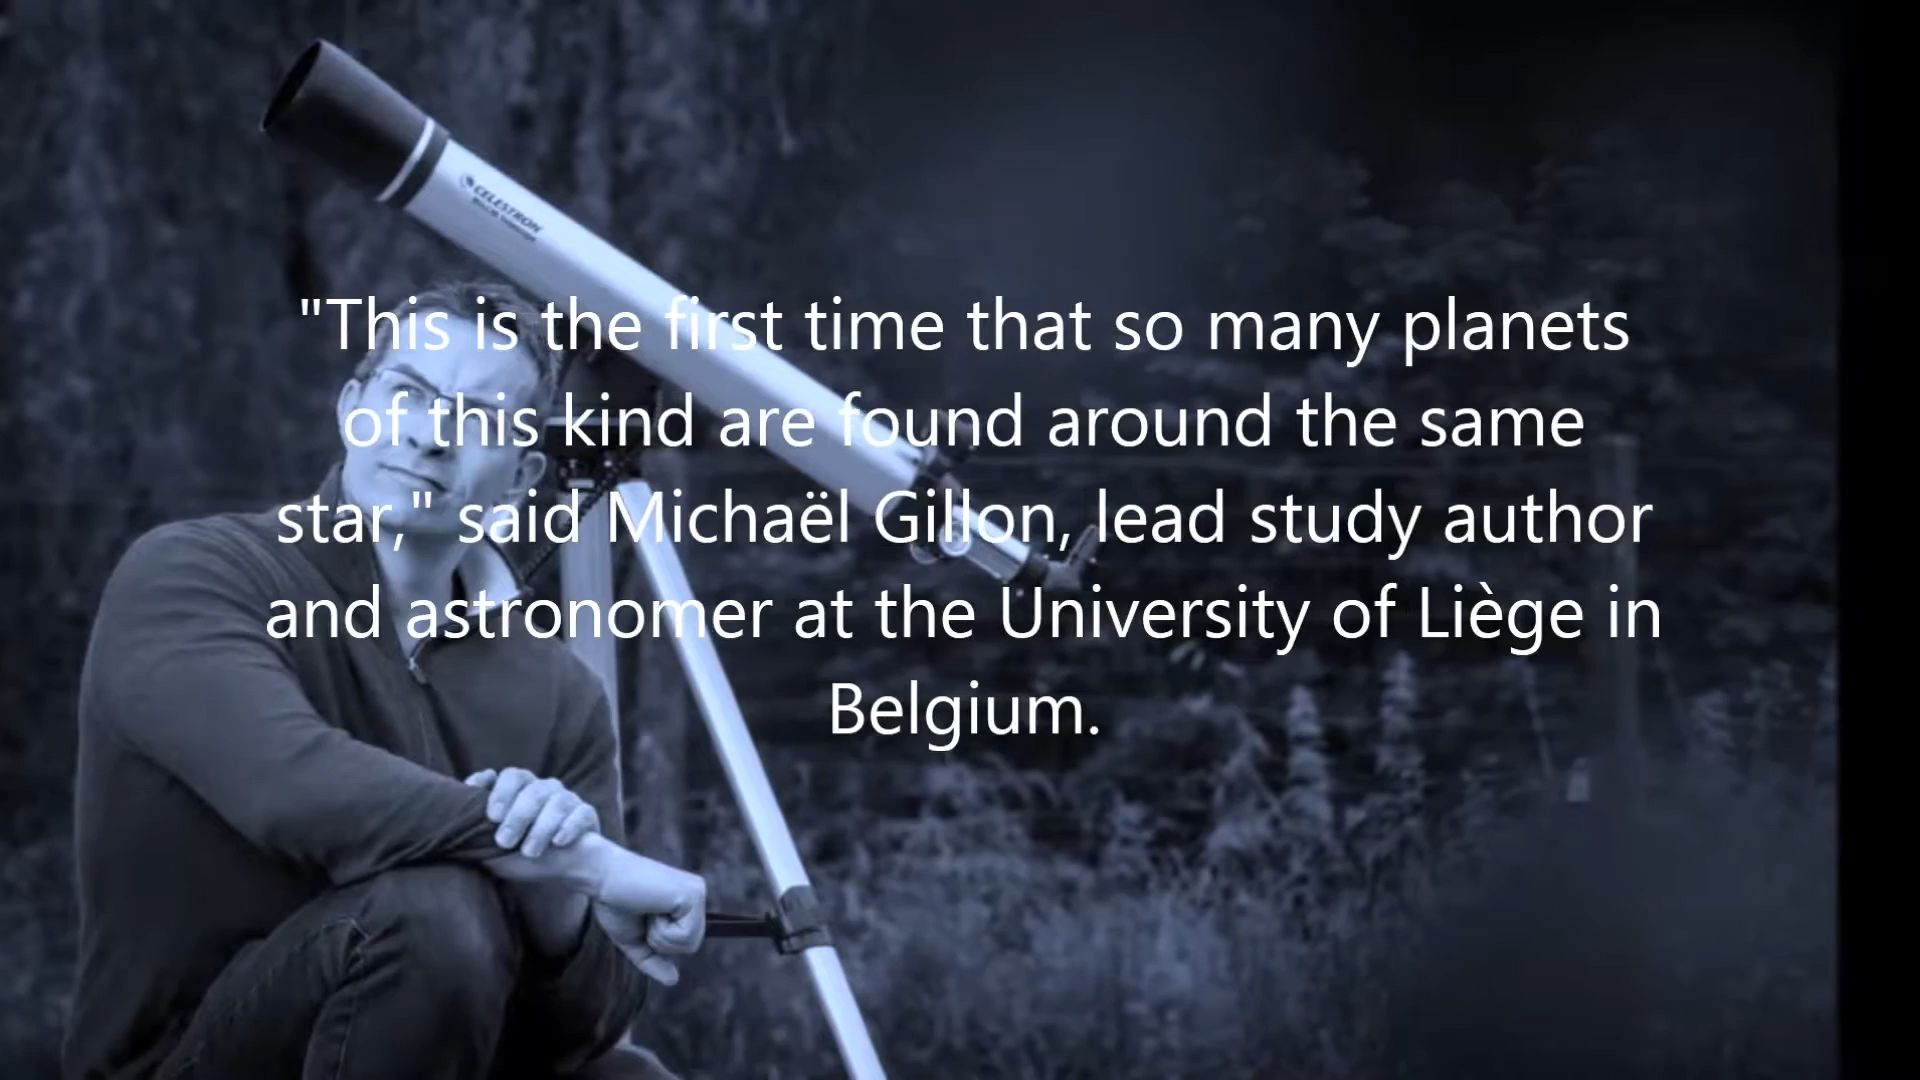 CELESTRON
"This is the first time that so many planets
of this kind are found around the same
star," said Michaël Gillon, lead study author
and astronomer at the University of Liège in
Belgium.